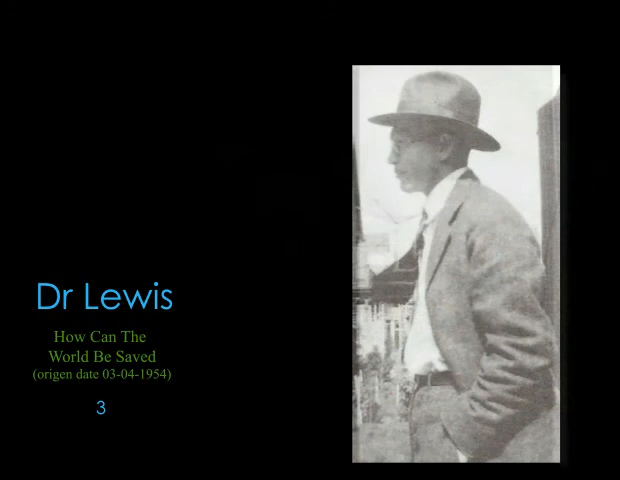 Dr Lewis
How Can The
World Be Saved
(origen date 03-04-1954)
3